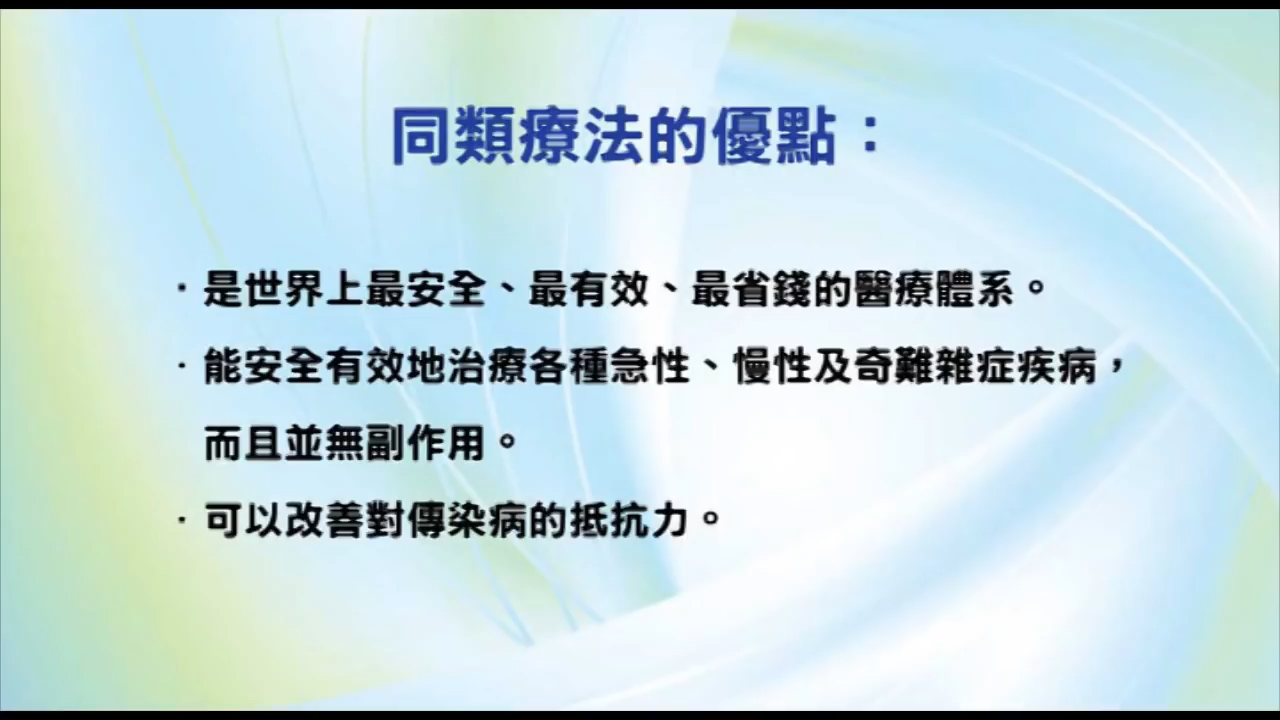 同類療法的優點：
· 是世界上最安全、最有效、最省錢的醫療體系。
· 能安全有效地治療各種急性、慢性及奇難雜症疾病，
而且並無副作用。
· 可以改善對傳染病的抵抗力。